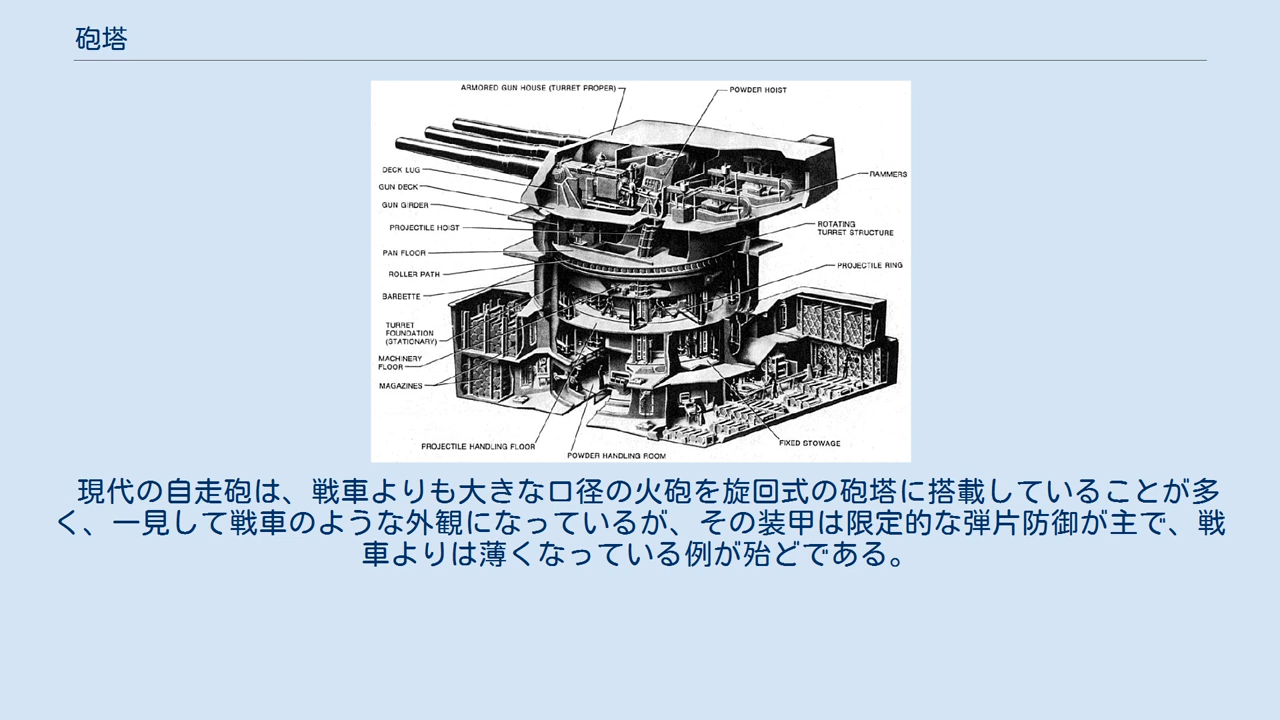 砲塔
ARMORED GUN HOUSE (TURRET PROPER)
POWDER HOIST
DECK LUG
RAMMERS
GUN DECK
GUN GIRDER
PROJECTILE HOIST
ROTATING
TURRET STRUCTURE
PAN FLOOR
PROJECTILE RING
ROLLER PATH
BARBETTE
TURRET
FOUNDATION
(STATIONARY)
MACHINERY
FLOOR
MAGAZINES
PROJECTILE HANDLING FLOOR
FIXED STOWAGE
POWDER HANDLING ROOM
現代の自走砲は、戦車よりも大きな口径の火砲を旋回式の砲塔に搭載していることが多
く、一見して戦車のような外観になっているが、その装甲は限定的な弾片防御が主で、戦
車よりは薄くなっている例が殆どである。